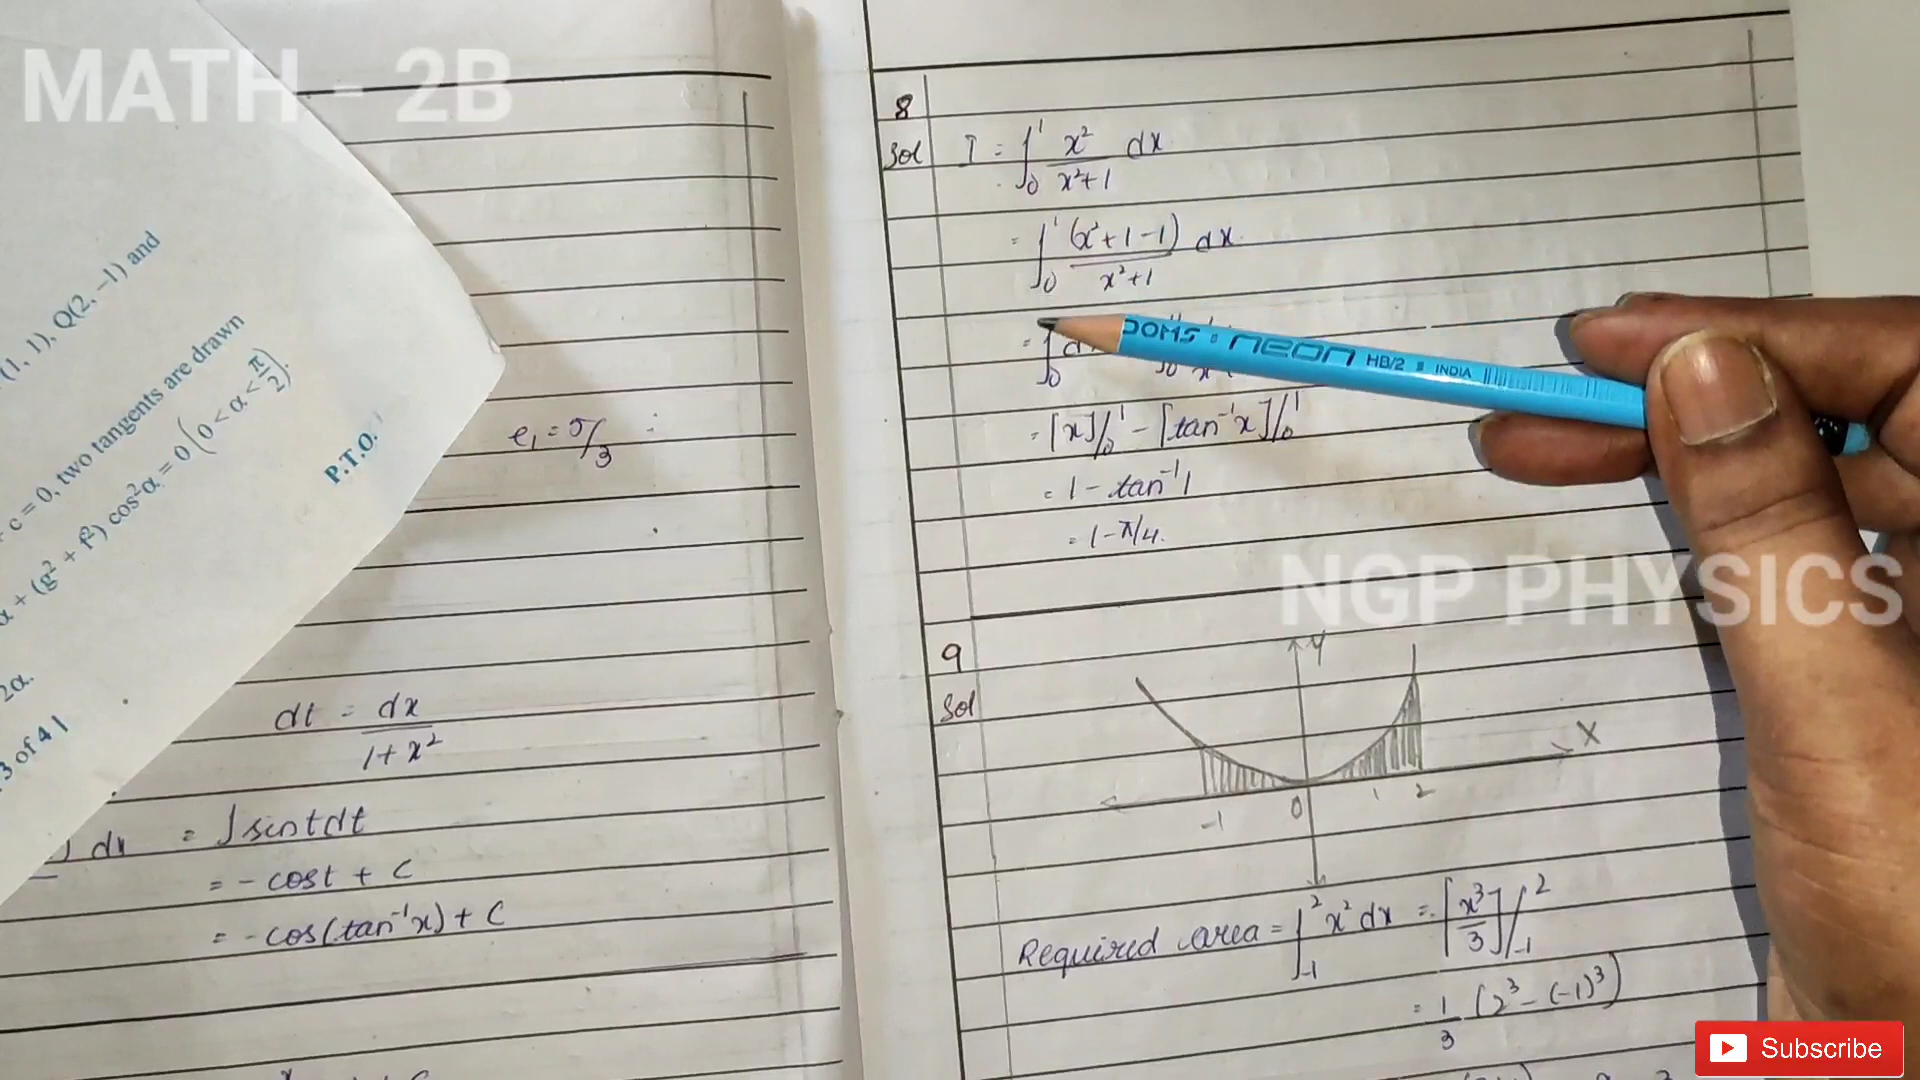 MATH - 2B
(1, 1), Q(2, -1) and
c = 0, two tangents are drawn
α + (g² + f²) cos²α = 0 (0 < α < π/2).
P.T.O.
2α.
3 of 4
e₁ = 5/3
dt = dx/(1+x²)
dx = ∫sint dt
= -cost + C
= -cos(tan⁻¹x) + C
8
Sol I = ∫₀¹ x²/(x²+1) dx
= ∫₀¹ (x²+1-1)/(x²+1) dx
DOMS neon HB/2 INDIA
= [x]/₀¹ - [tan⁻¹x]/₀¹
= 1 - tan⁻¹1
= 1 - π/4.
NGP PHYSICS
9
Sol
Y
X
-1 0 1 2
Required area = ∫₋₁² x² dx = [x³/3]/₋₁²
= 1/3 (2³ - (-1)³)
Subscribe